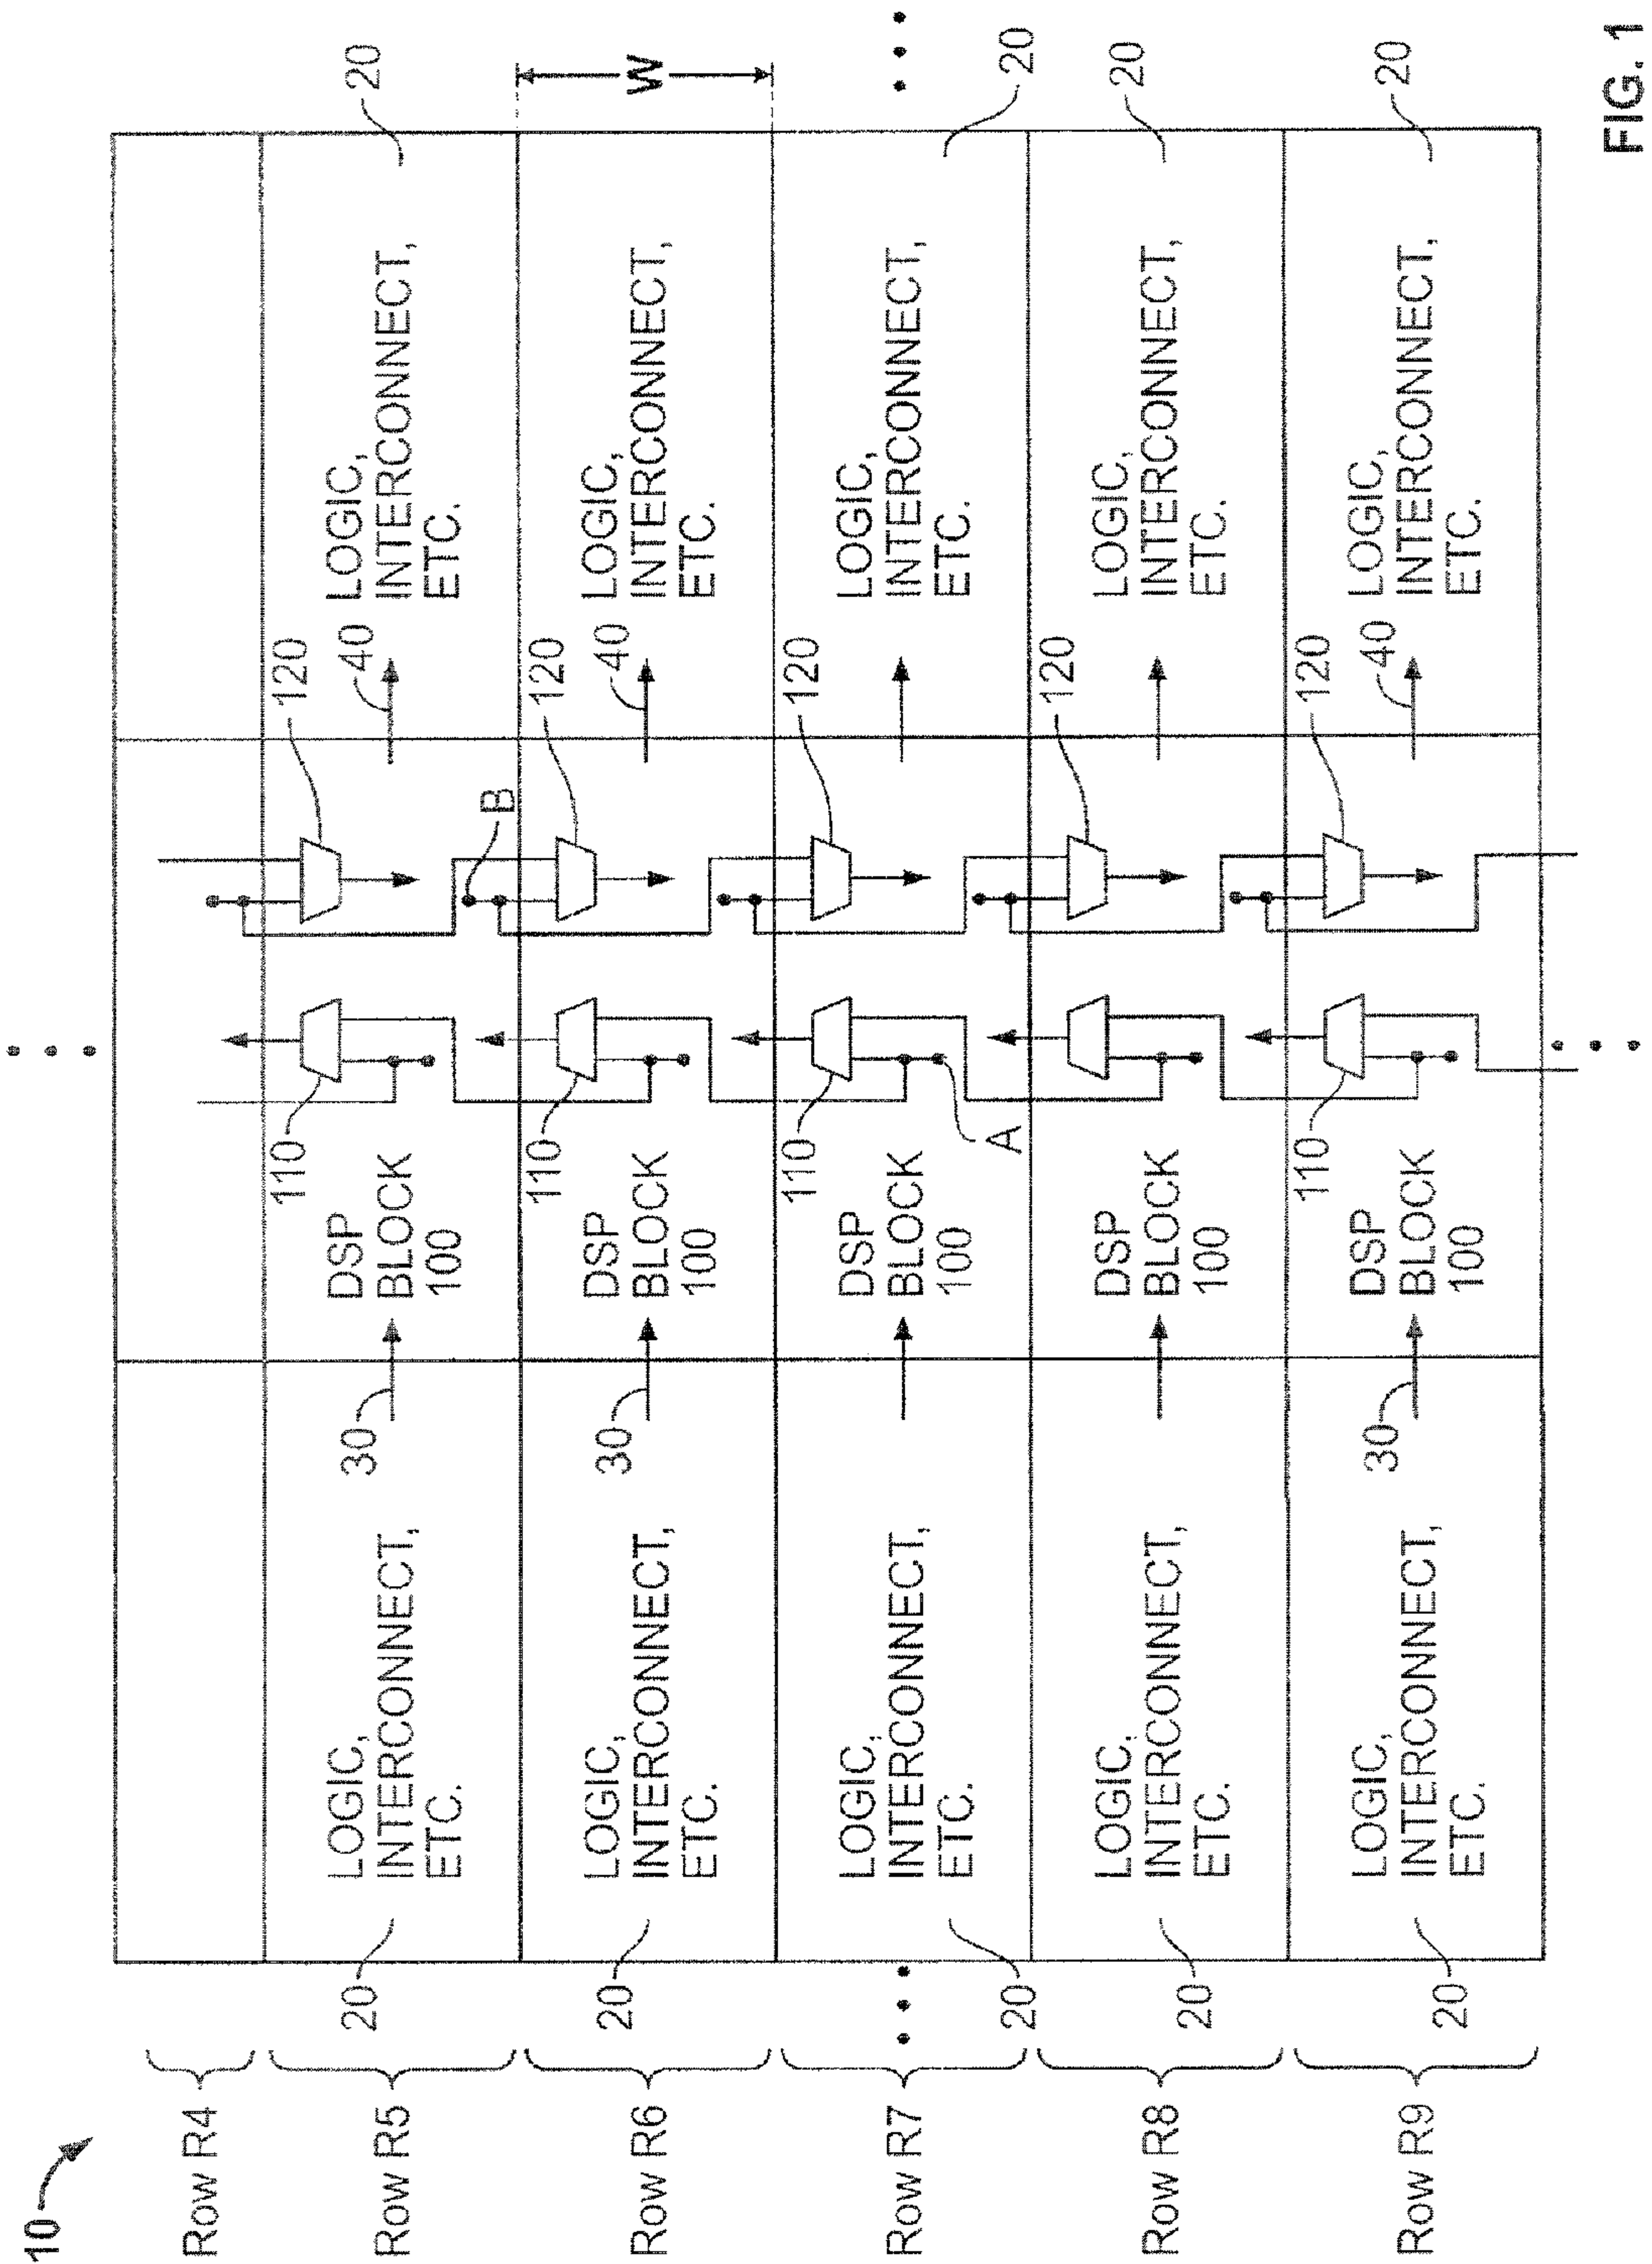 10
Row R4
Row R5
20
LOGIC,
INTERCONNECT,
ETC.
30
DSP
BLOCK
100
110
120
40
LOGIC,
INTERCONNECT,
ETC.
20
B
Row R6
20
LOGIC,
INTERCONNECT,
ETC.
30
DSP
BLOCK
100
110
120
40
LOGIC,
INTERCONNECT,
ETC.
W
Row R7
20
LOGIC,
INTERCONNECT,
ETC.
DSP
BLOCK
100
110
A
120
LOGIC,
INTERCONNECT,
ETC.
20
Row R8
20
LOGIC,
INTERCONNECT,
ETC.
DSP
BLOCK
100
120
LOGIC,
INTERCONNECT,
ETC.
20
Row R9
20
LOGIC,
INTERCONNECT,
ETC.
30
DSP
BLOCK
100
110
120
40
LOGIC,
INTERCONNECT,
ETC.
20
FIG. 1